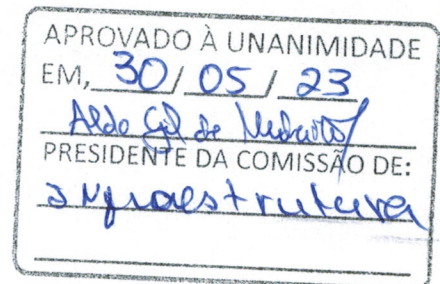 APROVADO À UNANIMIDADE
EM, 30 / 05 / 23
Aldo Gil de Medeiros
PRESIDENTE DA COMISSÃO DE:
Infraestrutura